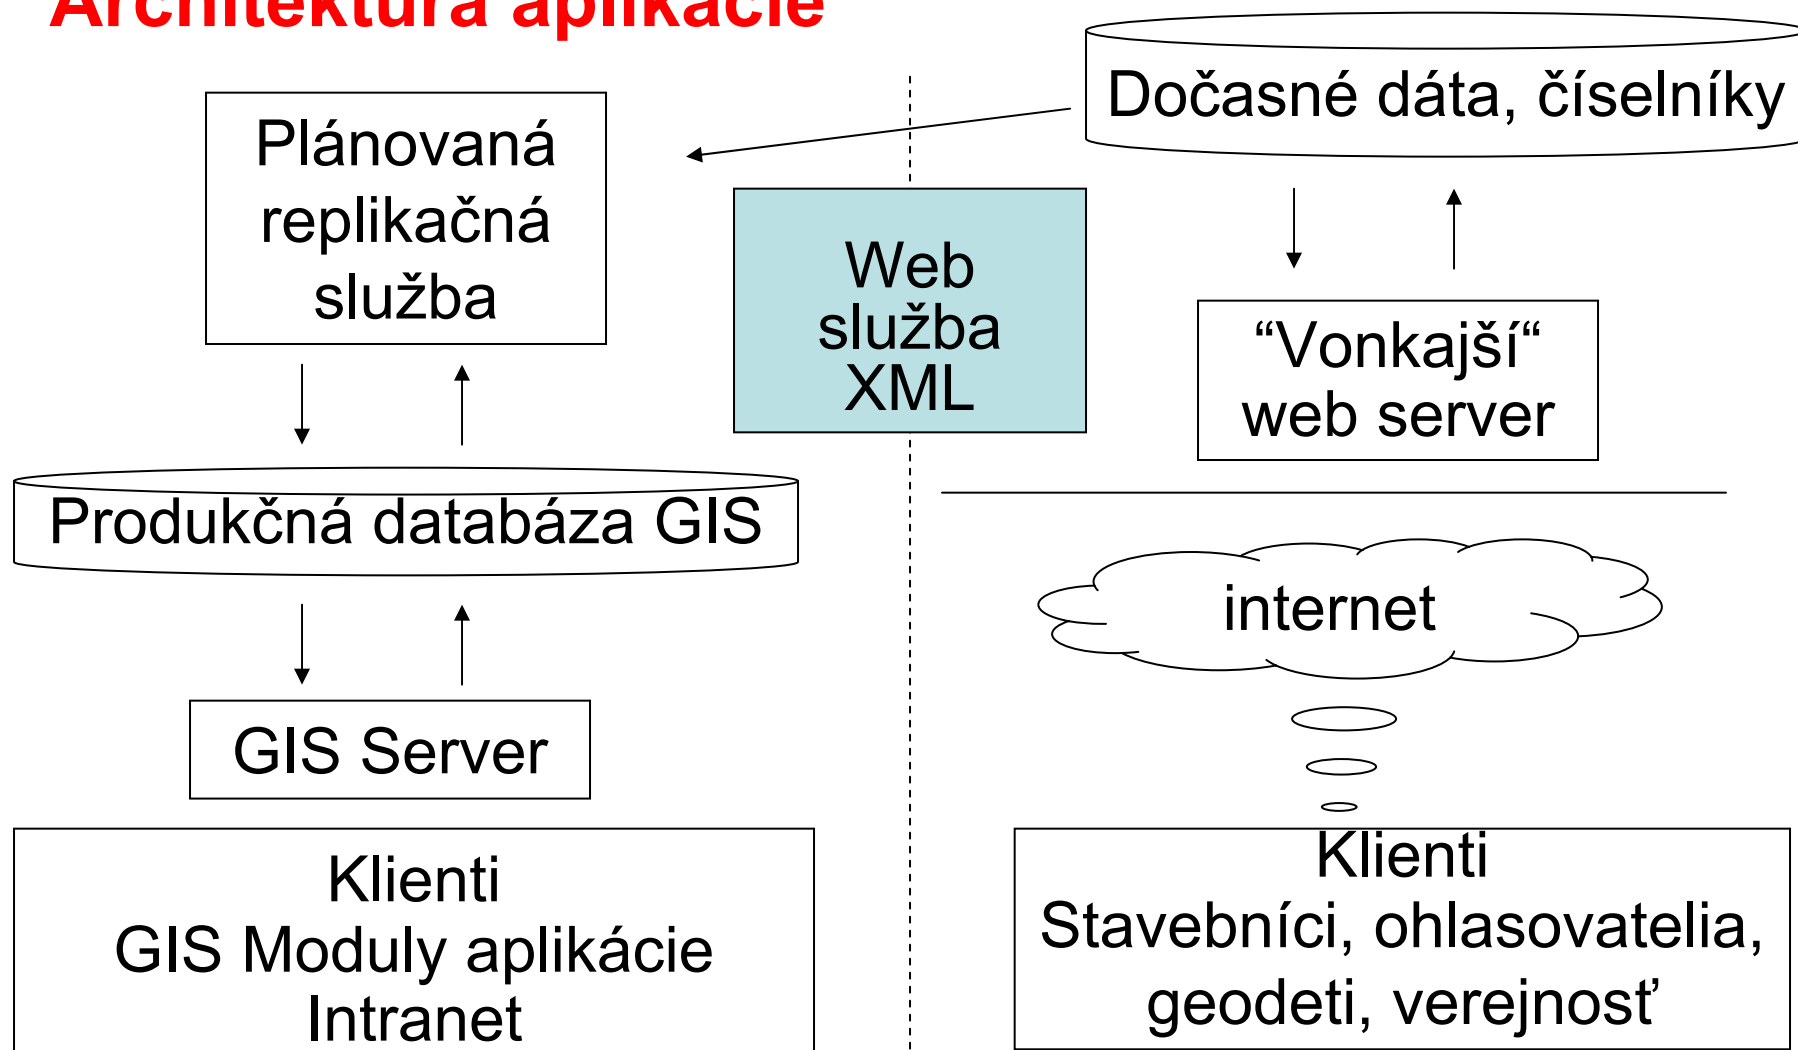 Architektúra aplikácie
Dočasné dáta, číselníky
Plánovaná
replikačná
služba
Web
služba
XML
“Vonkajší“
web server
Produkčná databáza GIS
internet
GIS Server
Klienti
GIS Moduly aplikácie
Intranet
Klienti
Stavebníci, ohlasovatelia,
geodeti, verejnosť